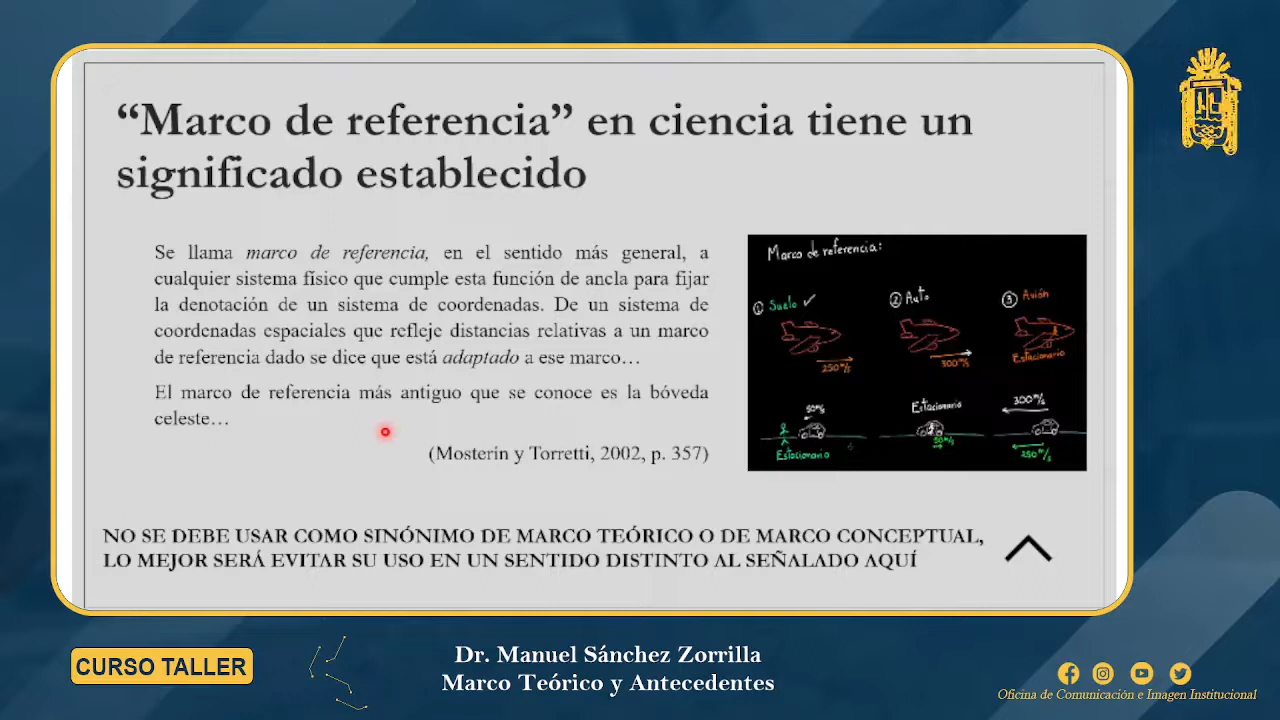 “Marco de referencia” en ciencia tiene un
significado establecido
Se llama marco de referencia, en el sentido más general, a
cualquier sistema físico que cumple esta función de ancla para fijar
la denotación de un sistema de coordenadas. De un sistema de
coordenadas espaciales que refleje distancias relativas a un marco
de referencia dado se dice que está adaptado a ese marco…
El marco de referencia más antiguo que se conoce es la bóveda
celeste…
(Mosterín y Torretti, 2002, p. 357)
Marco de referencia:
① Suelo ✓
② Auto
③ Avión
250 m/s
300 m/s
Estacionario
50 m/s
Estacionario
300 m/s
Estacionario
50 m/s
250 m/s
NO SE DEBE USAR COMO SINÓNIMO DE MARCO TEÓRICO O DE MARCO CONCEPTUAL,
LO MEJOR SERÁ EVITAR SU USO EN UN SENTIDO DISTINTO AL SEÑALADO AQUÍ
CURSO TALLER
Dr. Manuel Sánchez Zorrilla
Marco Teórico y Antecedentes
Oficina de Comunicación e Imagen Institucional